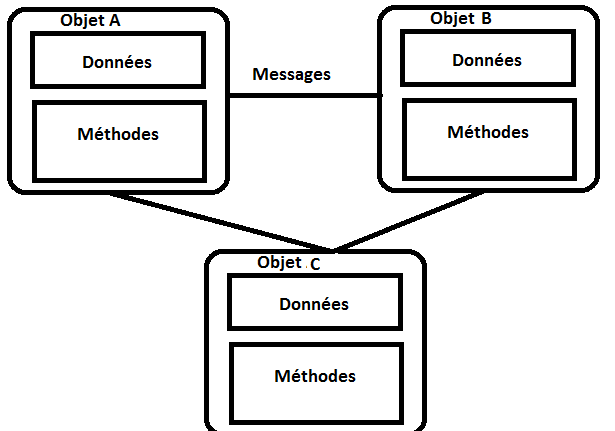 Objet A
Données
Méthodes
Messages
Objet B
Données
Méthodes
Objet C
Données
Méthodes